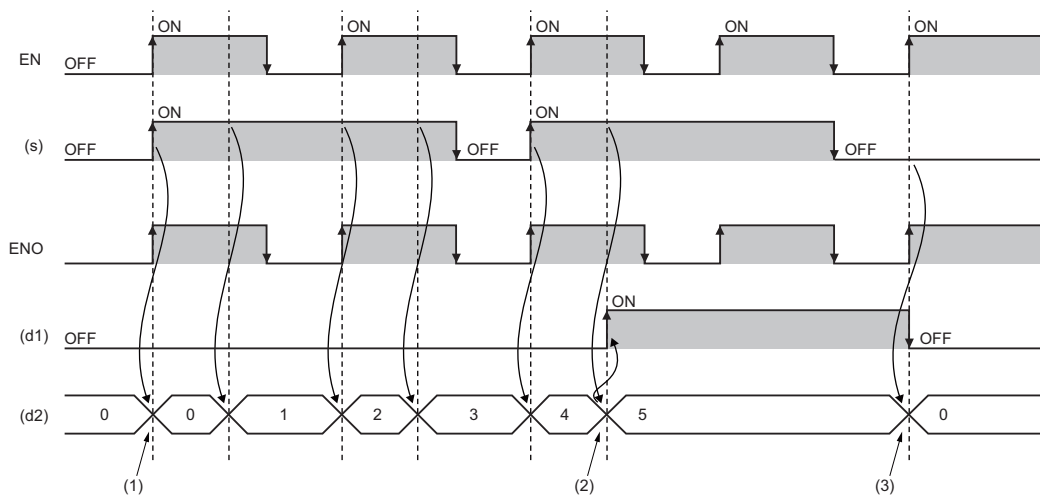 ON ON ON ON ON
EN OFF
ON ON
(s) OFF OFF OFF
ENO
ON
(d1) OFF OFF
(d2) 0 0 1 2 3 4 5 0
(1) (2) (3)